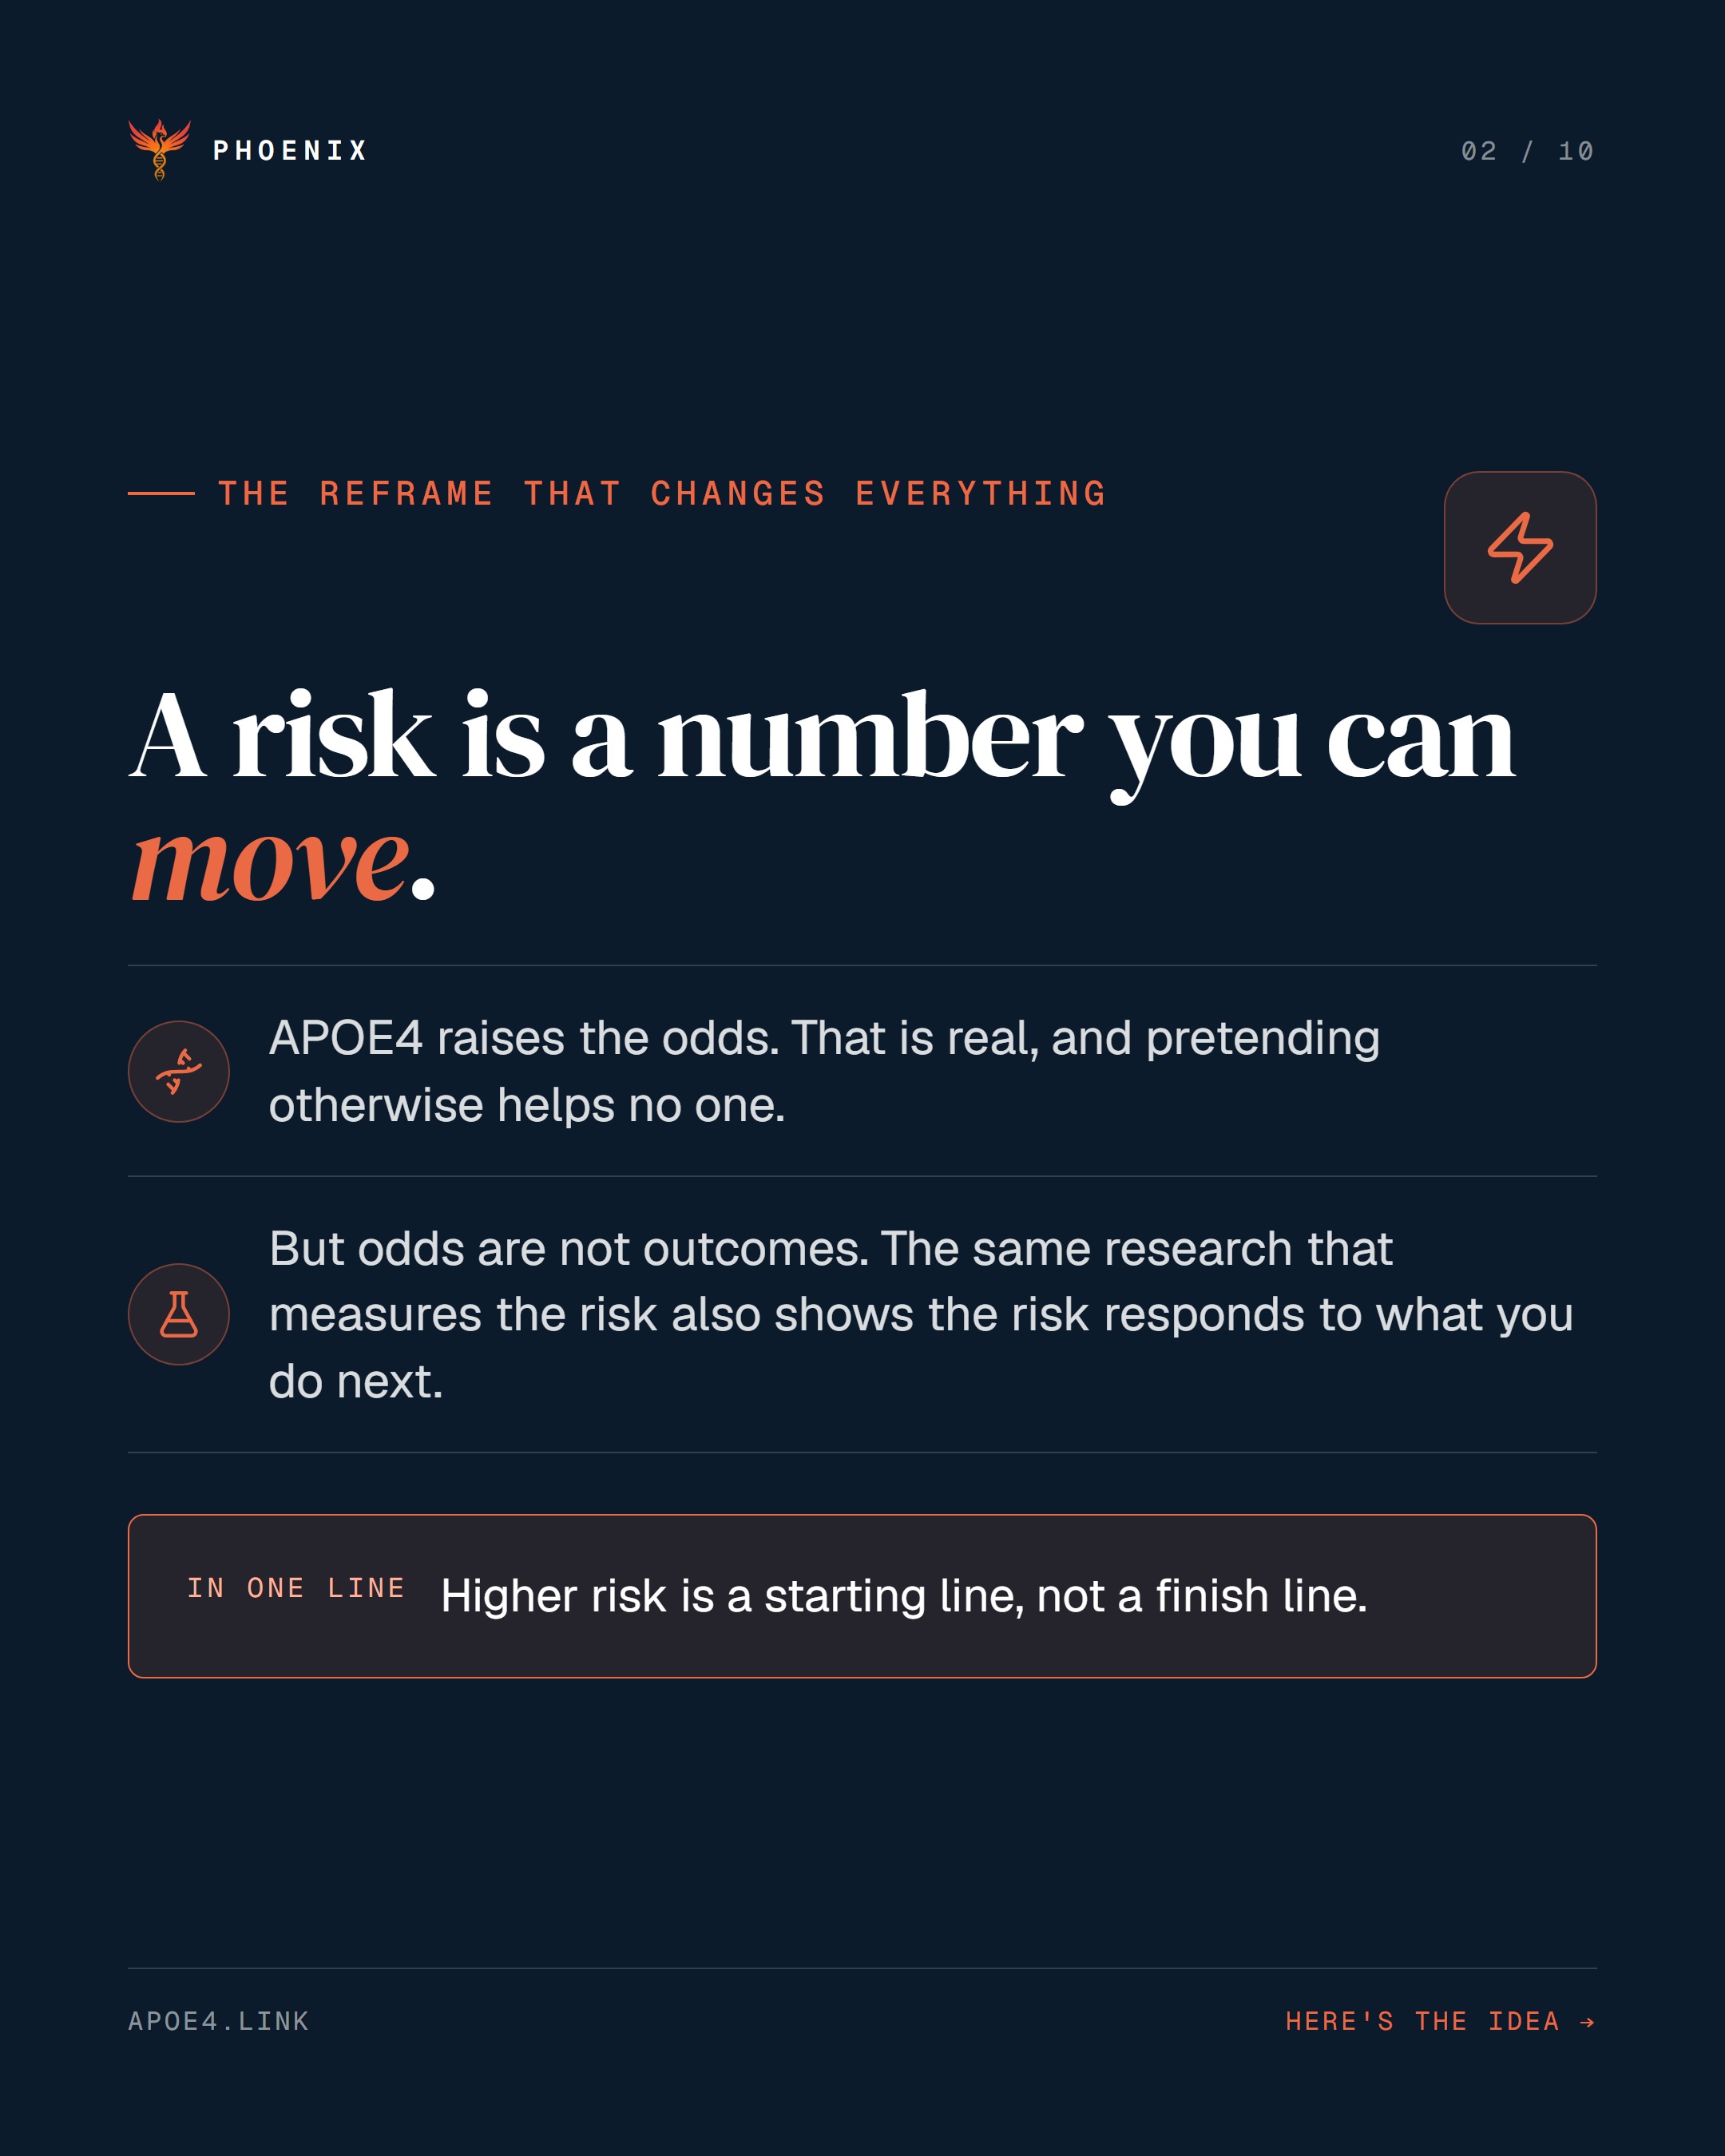 PHOENIX
02 / 10
THE REFRAME THAT CHANGES EVERYTHING
A risk is a number you can
move.
APOE4 raises the odds. That is real, and pretending
otherwise helps no one.
But odds are not outcomes. The same research that
measures the risk also shows the risk responds to what you
do next.
IN ONE LINE Higher risk is a starting line, not a finish line.
APOE4.LINK
HERE'S THE IDEA →